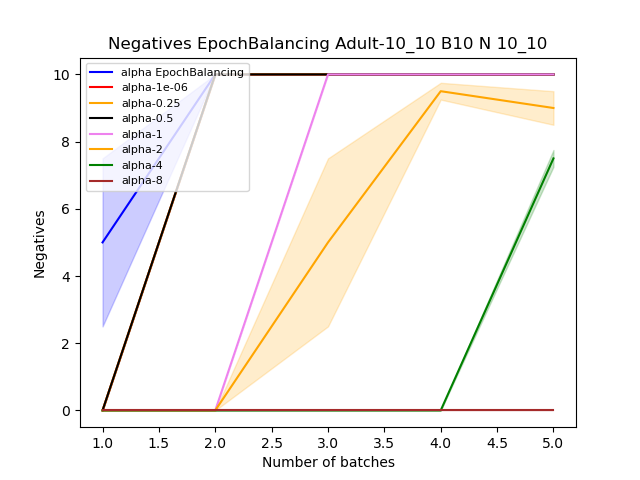 Negatives EpochBalancing Adult-10_10 B10 N 10_10
alpha EpochBalancing
alpha-1e-06
alpha-0.25
alpha-0.5
alpha-1
alpha-2
alpha-4
alpha-8
10
8
6
4
2
0
Negatives
1.0 1.5 2.0 2.5 3.0 3.5 4.0 4.5 5.0
Number of batches